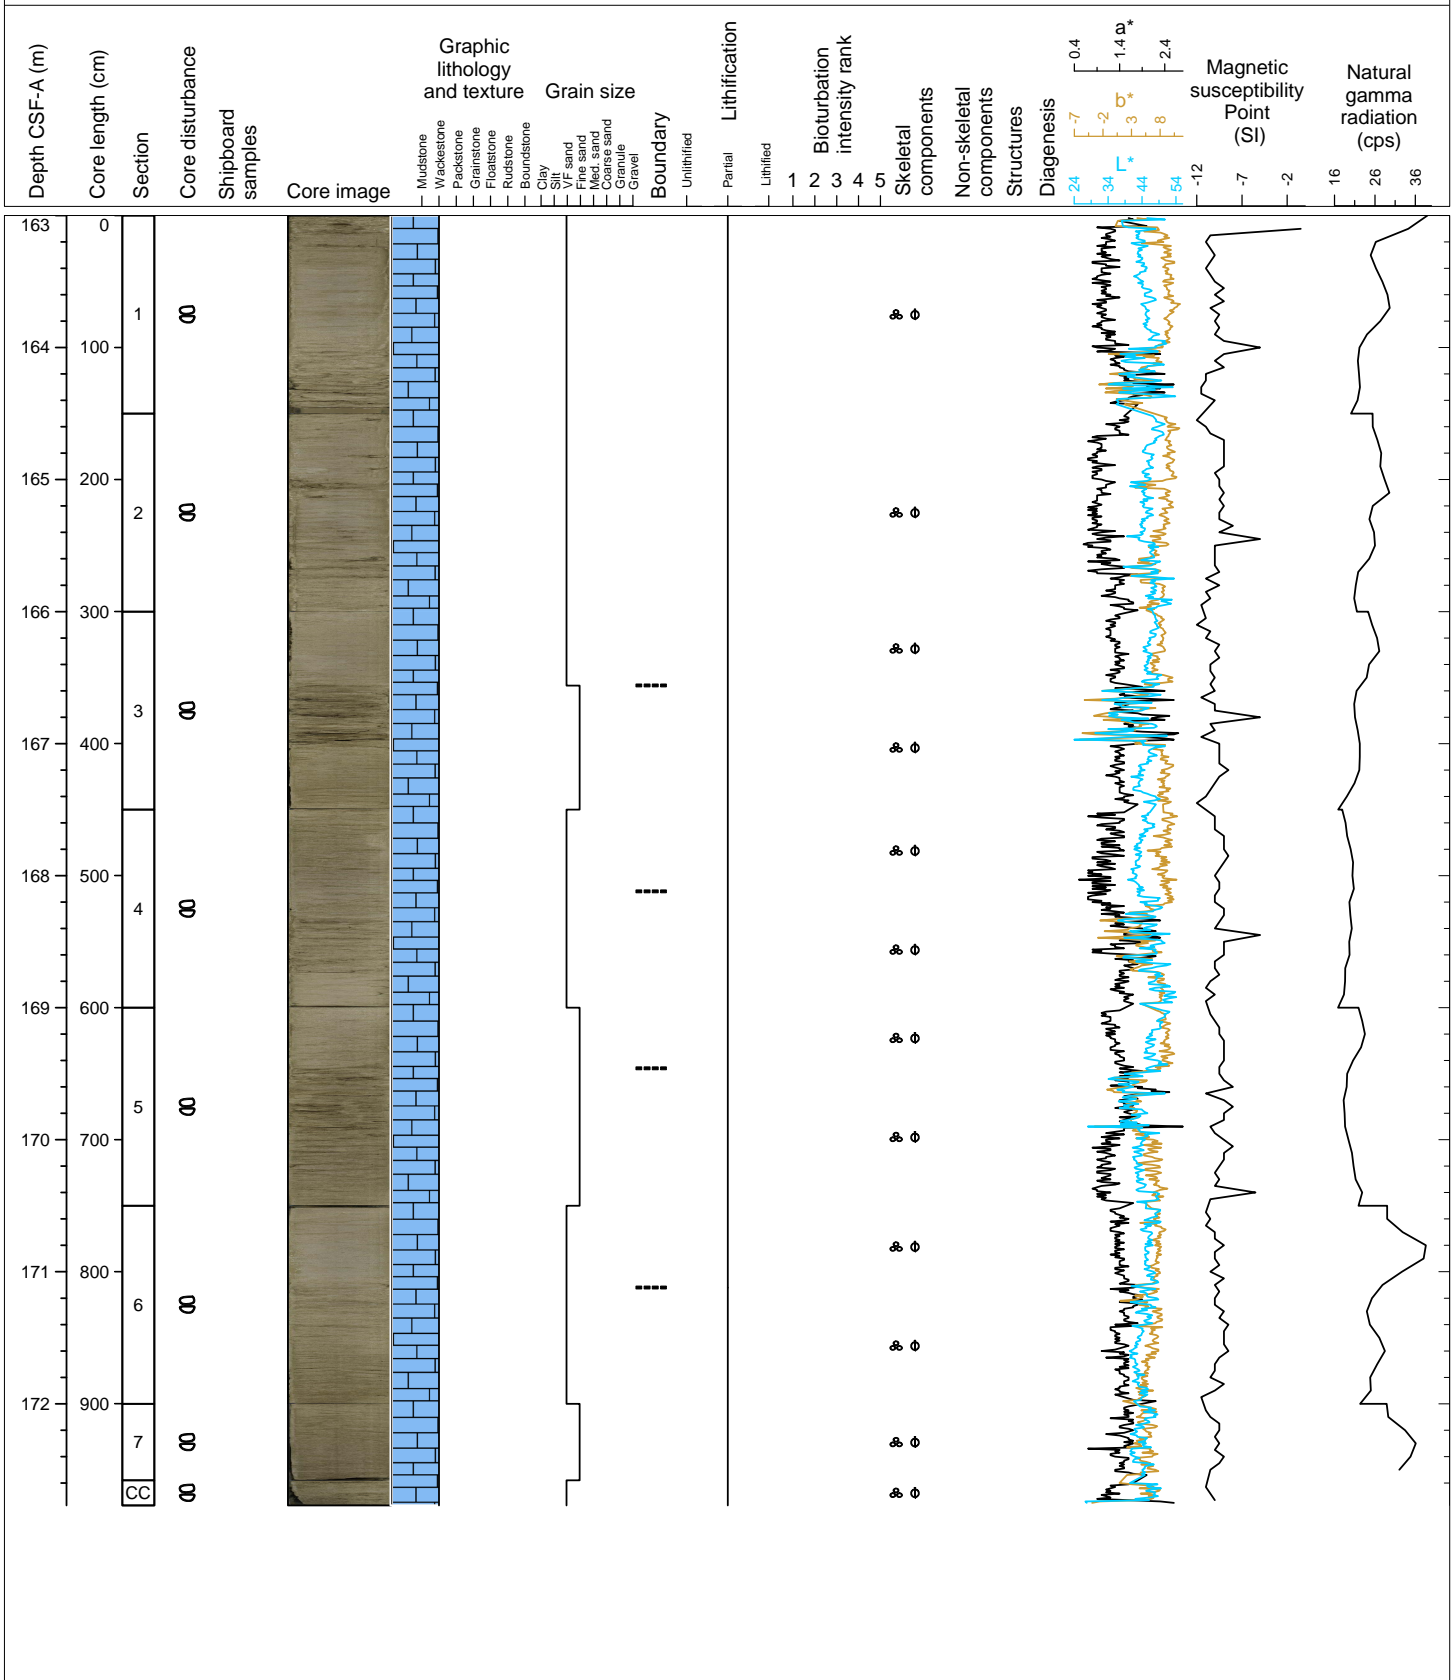 Depth CSF-A (m)
Core length (cm)
Section
Core disturbance
Shipboard
samples
Core image
Graphic
lithology
and texture
Mudstone
Wackestone
Packstone
Grainstone
Floatstone
Rudstone
Boundstone
Grain size
Clay
Silt
VF sand
Fine sand
Med. sand
Coarse sand
Granule
Gravel
Boundary
Lithification
Unlithified
Partial
Lithified
Bioturbation
intensity rank
1 2 3 4 5
Skeletal
components
Non-skeletal
components
Structures
Diagenesis
a*
0.4 1.4 2.4
b*
-7 -2 3 8
L*
24 34 44 54
Magnetic
susceptibility
Point
(SI)
-12 -7 -2
Natural
gamma
radiation
(cps)
16 26 36
163 0
1
164 100
165 200
2
166 300
3
167 400
168 500
4
169 600
5
170 700
171 800
6
172 900
7
CC